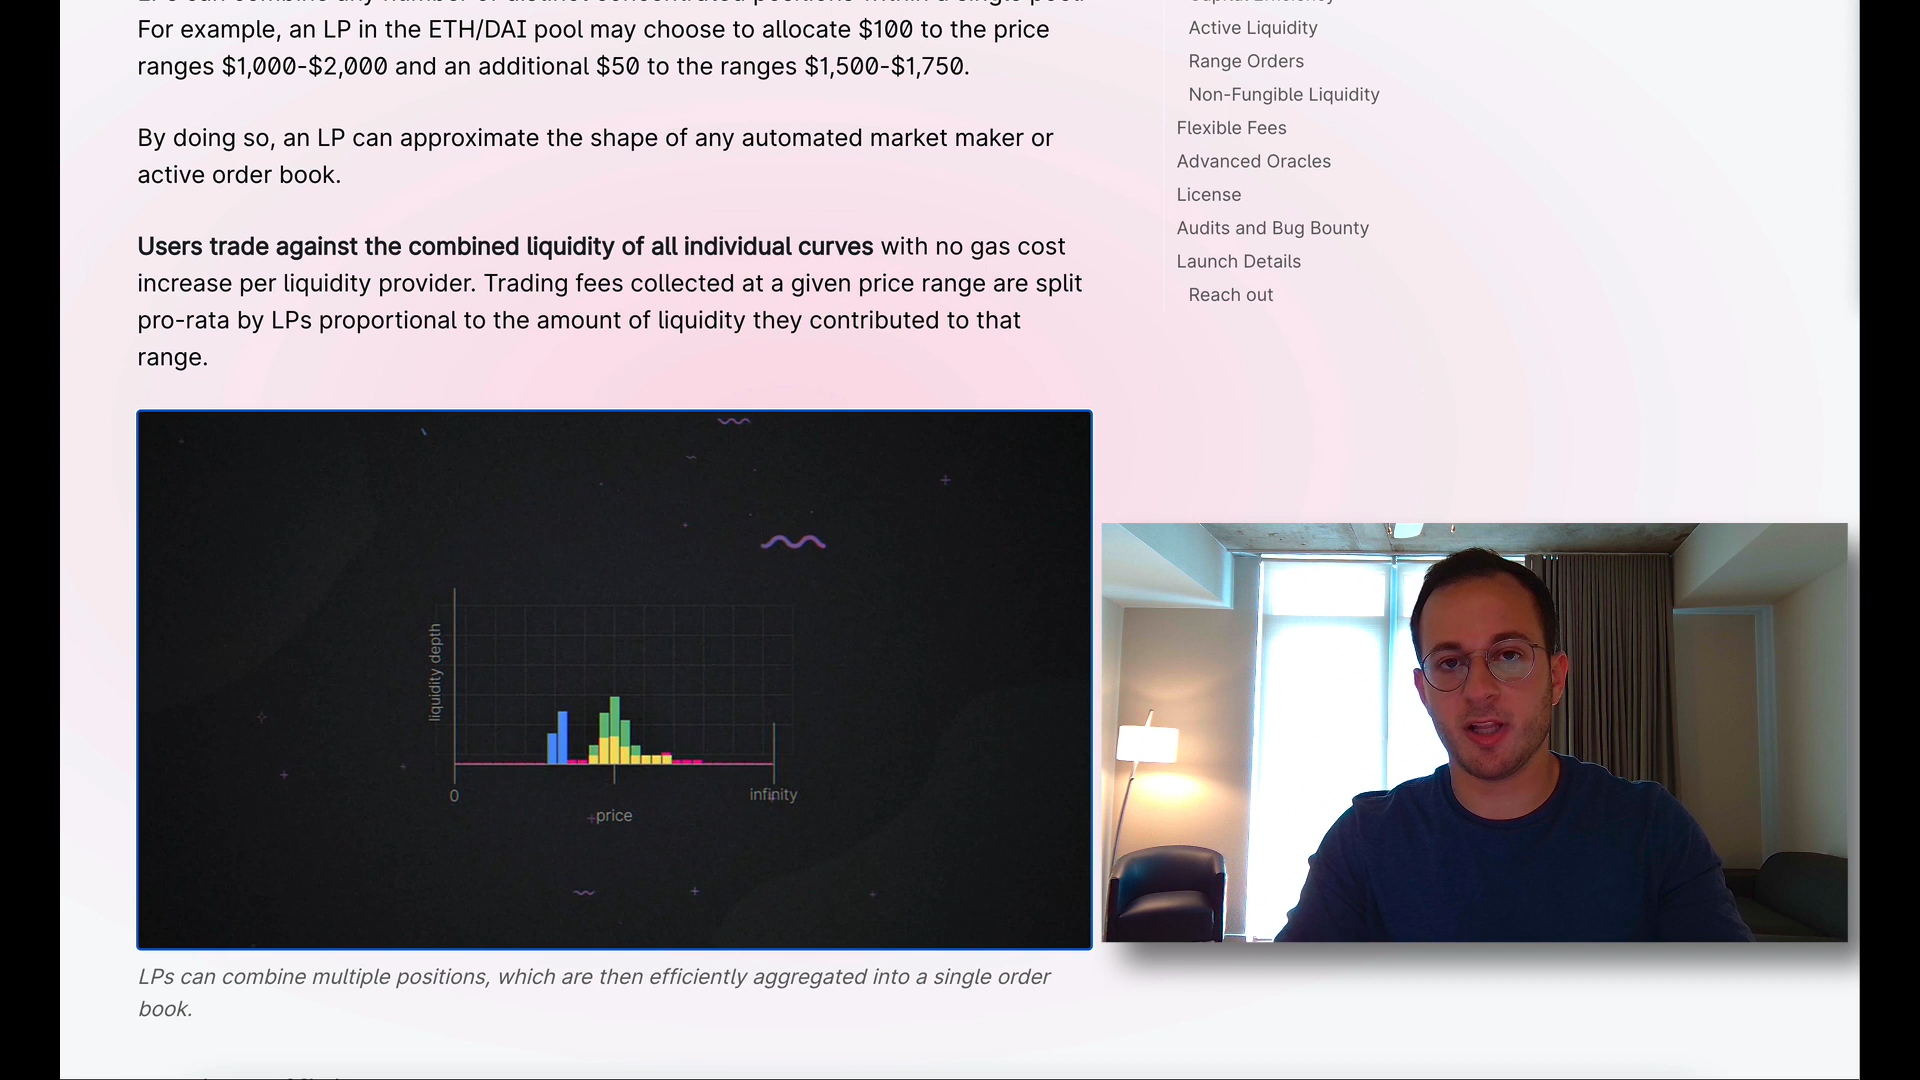 For example, an LP in the ETH/DAI pool may choose to allocate $100 to the price
ranges $1,000-$2,000 and an additional $50 to the ranges $1,500-$1,750.
By doing so, an LP can approximate the shape of any automated market maker or
active order book.
Users trade against the combined liquidity of all individual curves with no gas cost
increase per liquidity provider. Trading fees collected at a given price range are split
pro-rata by LPs proportional to the amount of liquidity they contributed to that
range.
liquidity depth
0
infinity
price
LPs can combine multiple positions, which are then efficiently aggregated into a single order
book.
Capital Efficiency
Active Liquidity
Range Orders
Non-Fungible Liquidity
Flexible Fees
Advanced Oracles
License
Audits and Bug Bounty
Launch Details
Reach out